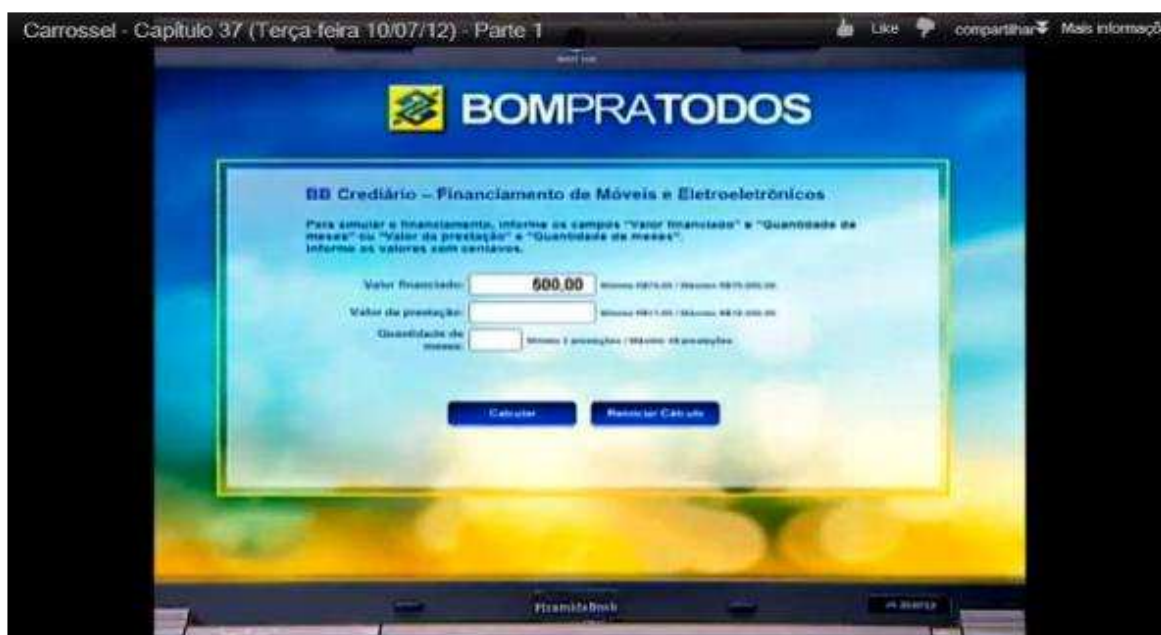 Carrossel - Capítulo 37 (Terça-feira 10/07/12) - Parte 1
Like
compartilhar
Mais informaçõ
BOMPRATODOS
BB Crediário – Financiamento de Móveis e Eletroeletrônicos
Para simular o financiamento, informe os campos "Valor financiado" e "Quantidade de
meses" ou "Valor da prestação" e "Quantidade de meses".
Informe os valores com centavos.
Valor financiado:
600,00
Valor da prestação:
Quantidade de
meses:
Calcular
Reiniciar Cálculo
PiramideBook